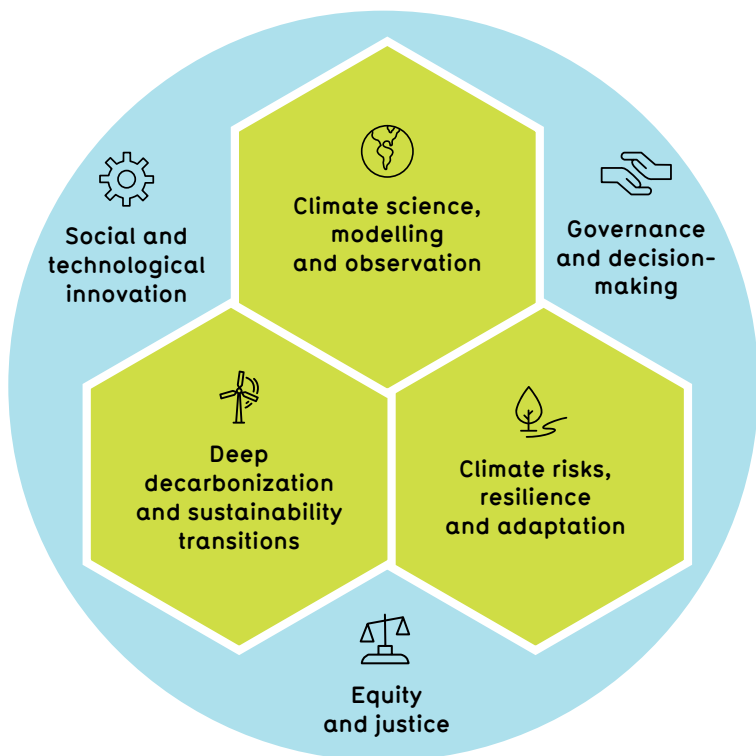 Climate science,
modelling
and observation
Social and
technological
innovation
Governance
and decision-
making
Deep
decarbonization
and sustainability
transitions
Climate risks,
resilience
and adaptation
Equity
and justice